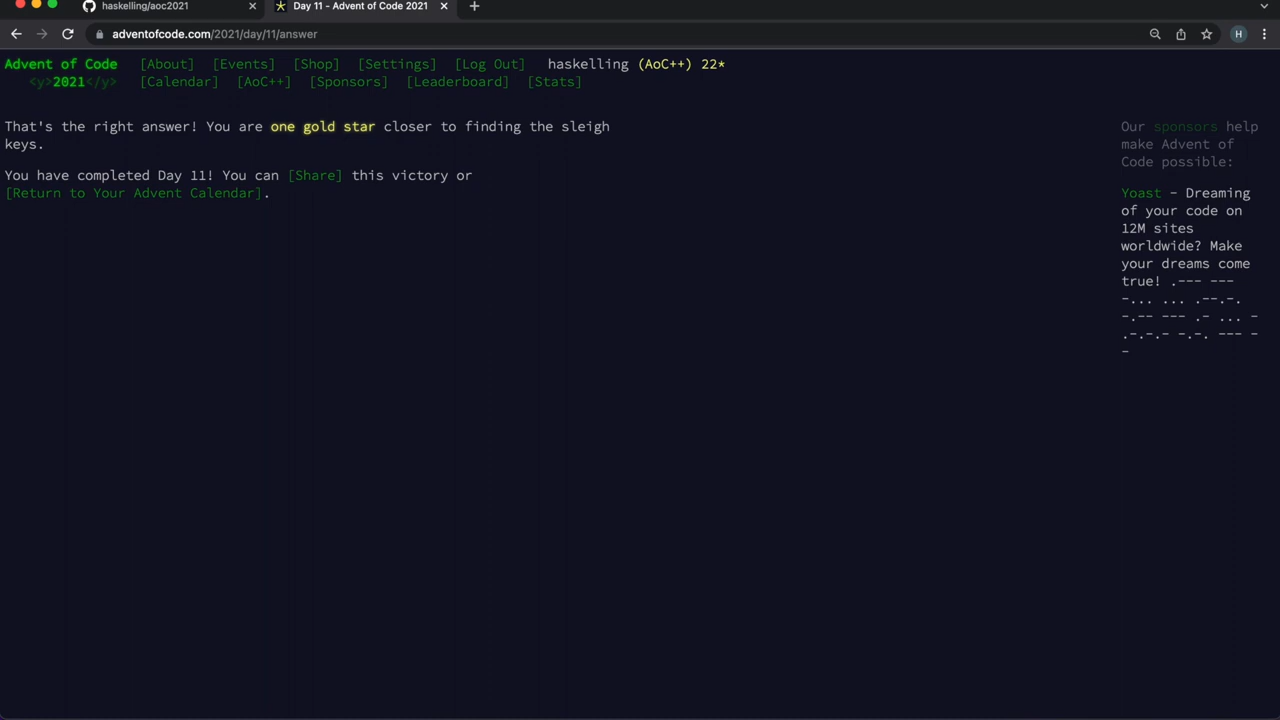 haskelling/aoc2021
Day 11 - Advent of Code 2021
adventofcode.com/2021/day/11/answer
H
Advent of Code [About] [Events] [Shop] [Settings] [Log Out] haskelling (AoC++) 22*
<y>2021</y> [Calendar] [AoC++] [Sponsors] [Leaderboard] [Stats]
That's the right answer! You are one gold star closer to finding the sleigh
keys.
You have completed Day 11! You can [Share] this victory or
[Return to Your Advent Calendar].
Our sponsors help
make Advent of
Code possible:
Yoast - Dreaming
of your code on
12M sites
worldwide? Make
your dreams come
true! .--- ---
-... ... .--.-.
-.-- --- .- ... -
.-.-.- -.-. --- -
-